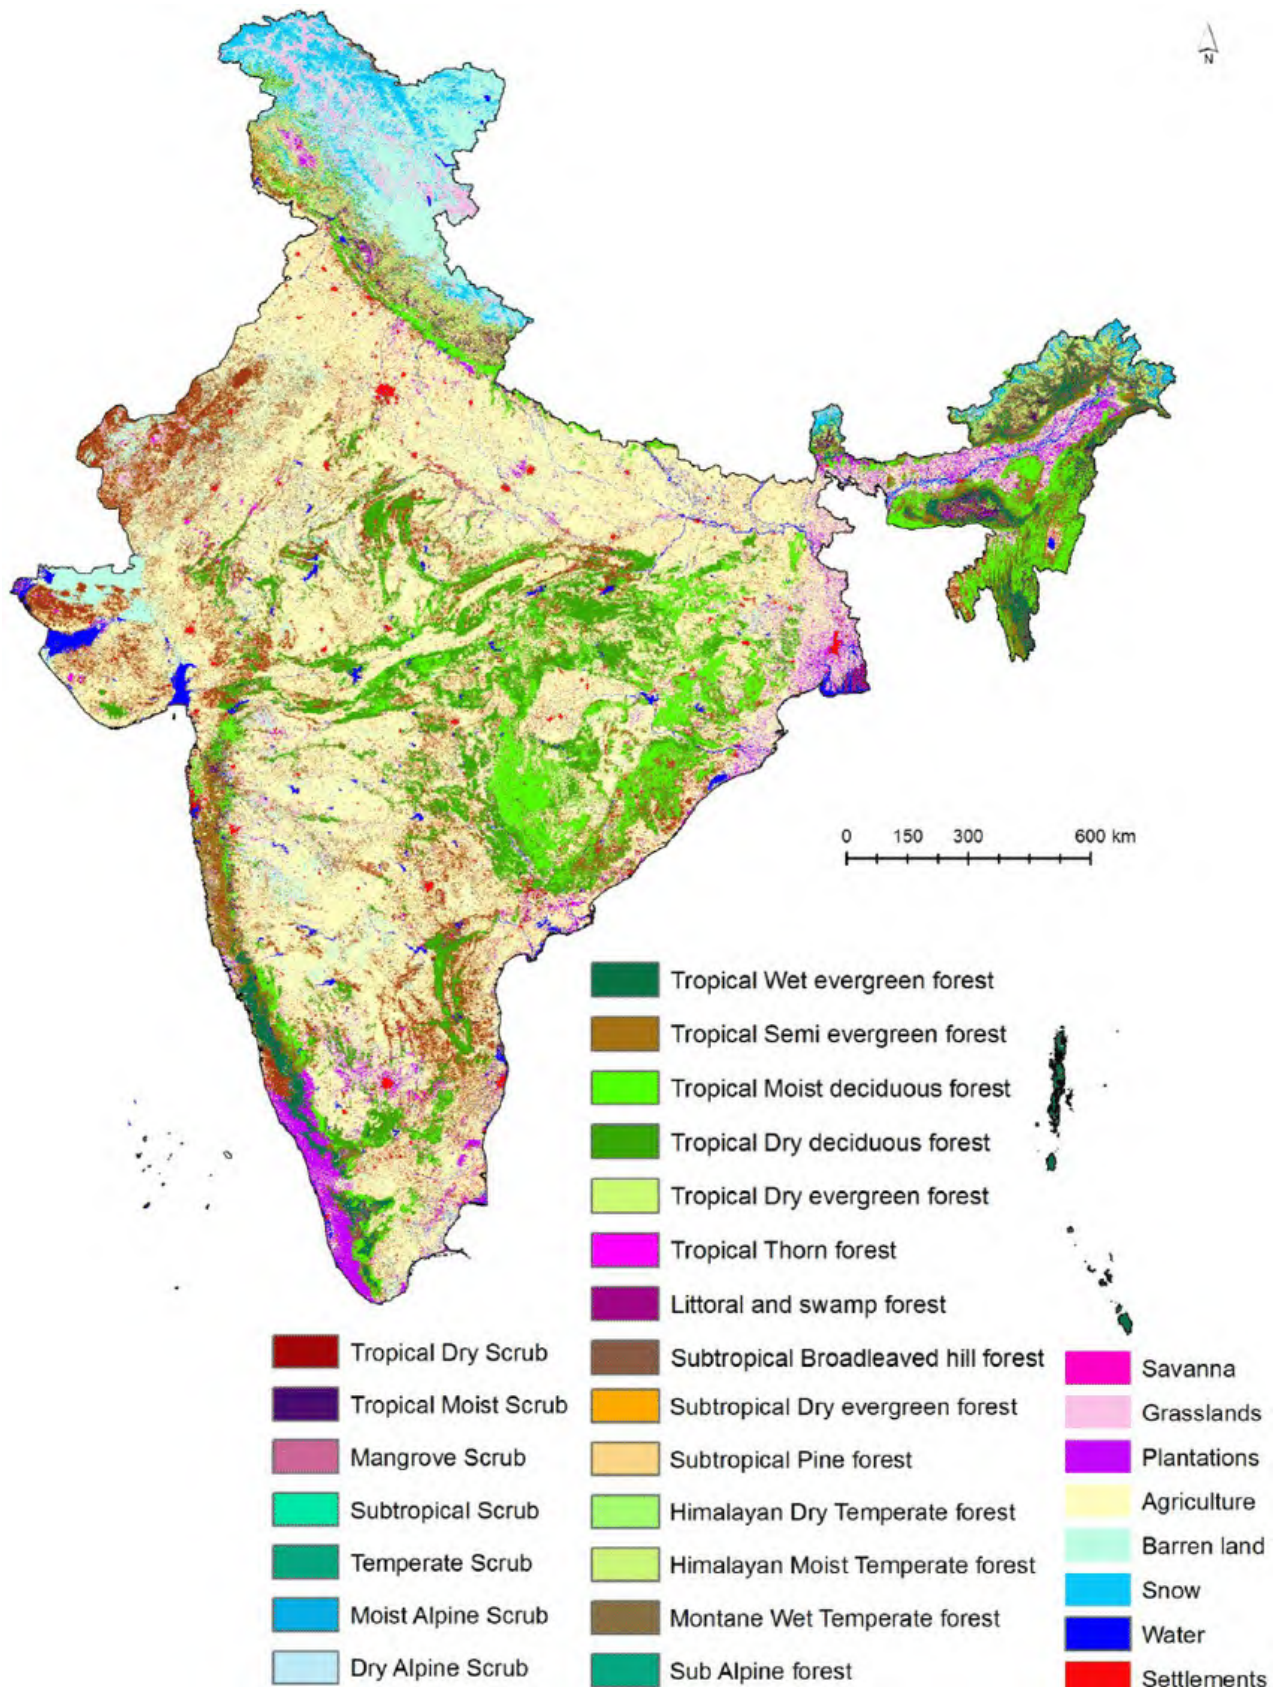 N
0 150 300 600 km
Tropical Wet evergreen forest
Tropical Semi evergreen forest
Tropical Moist deciduous forest
Tropical Dry deciduous forest
Tropical Dry evergreen forest
Tropical Thorn forest
Littoral and swamp forest
Subtropical Broadleaved hill forest
Subtropical Dry evergreen forest
Subtropical Pine forest
Himalayan Dry Temperate forest
Himalayan Moist Temperate forest
Montane Wet Temperate forest
Sub Alpine forest
Tropical Dry Scrub
Tropical Moist Scrub
Mangrove Scrub
Subtropical Scrub
Temperate Scrub
Moist Alpine Scrub
Dry Alpine Scrub
Savanna
Grasslands
Plantations
Agriculture
Barren land
Snow
Water
Settlements